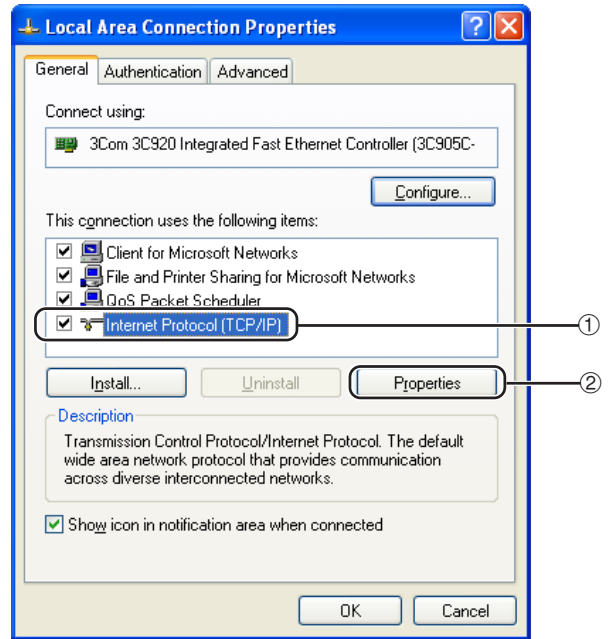 Local Area Connection Properties
General Authentication Advanced
Connect using:
3Com 3C920 Integrated Fast Ethernet Controller (3C905C-
Configure...
This connection uses the following items:
Client for Microsoft Networks
File and Printer Sharing for Microsoft Networks
QoS Packet Scheduler
Internet Protocol (TCP/IP)
①
Install... Uninstall Properties
②
Description
Transmission Control Protocol/Internet Protocol. The default
wide area network protocol that provides communication
across diverse interconnected networks.
Show icon in notification area when connected
OK Cancel